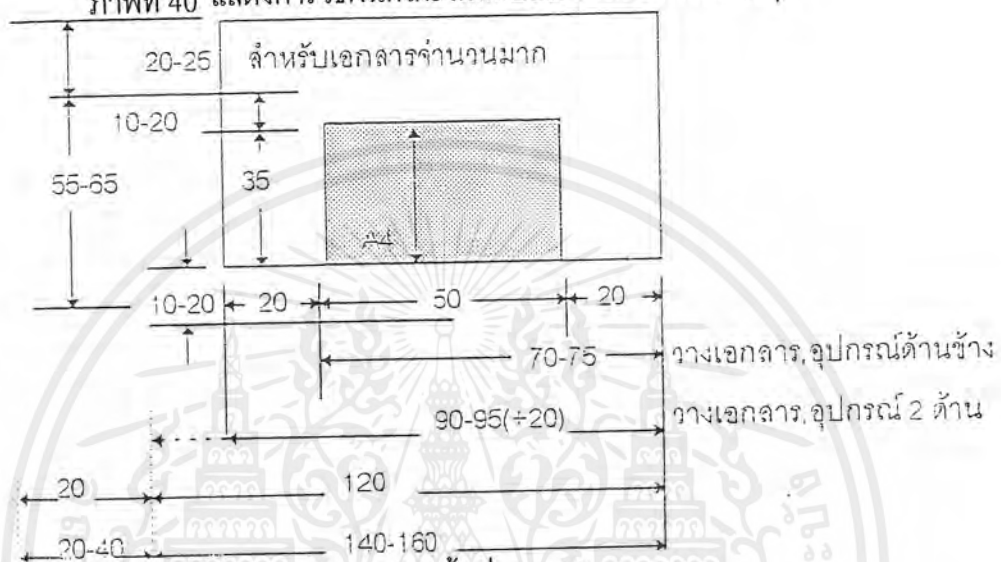 ภาพที่ 40
20-25 สำหรับเอกสารจำนวนมาก
10-20
55-65 35
10-20 20 50 20
70-75 วางเอกสาร,อุปกรณ์ด้านข้าง
90-95(÷20) วางเอกสาร,อุปกรณ์ 2 ด้าน
20 120
20-40 140-160